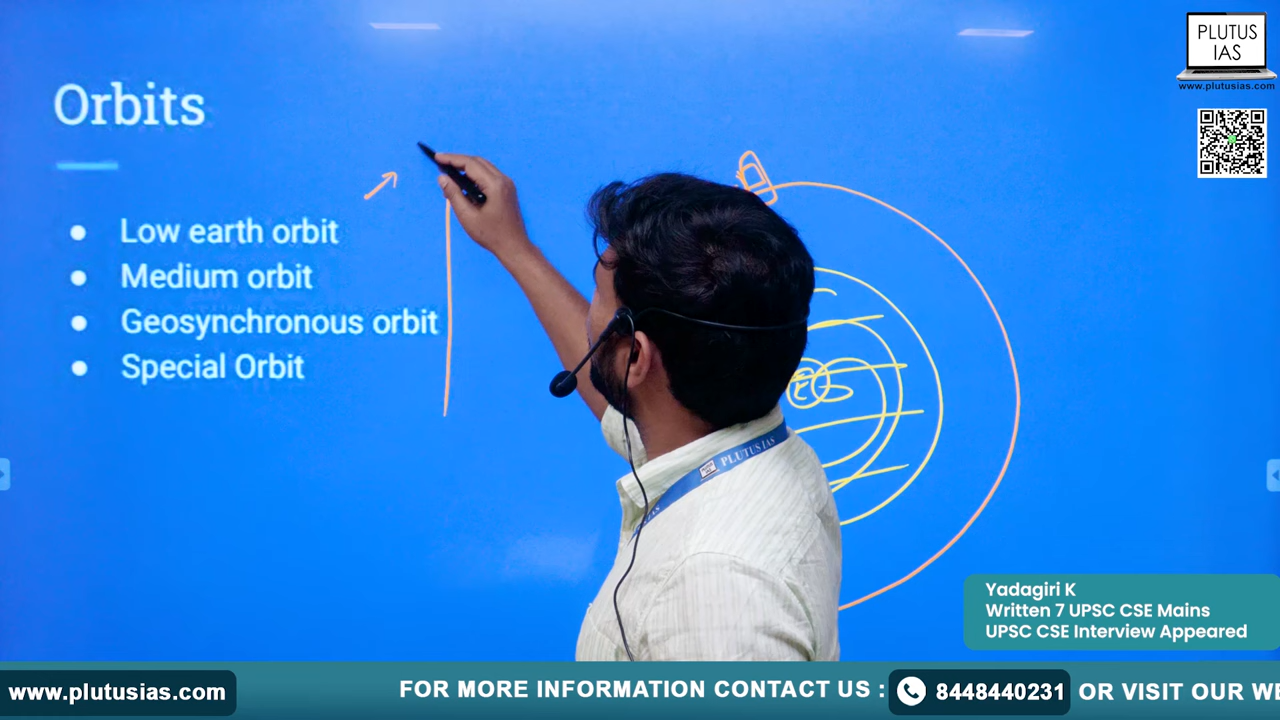 PLUTUS
IAS
www.plutusias.com
Orbits
Low earth orbit
Medium orbit
Geosynchronous orbit
Special Orbit
E
PLUTUS IAS
Yadagiri K
Written 7 UPSC CSE Mains
UPSC CSE Interview Appeared
www.plutusias.com
FOR MORE INFORMATION CONTACT US :
8448440231
OR VISIT OUR WE